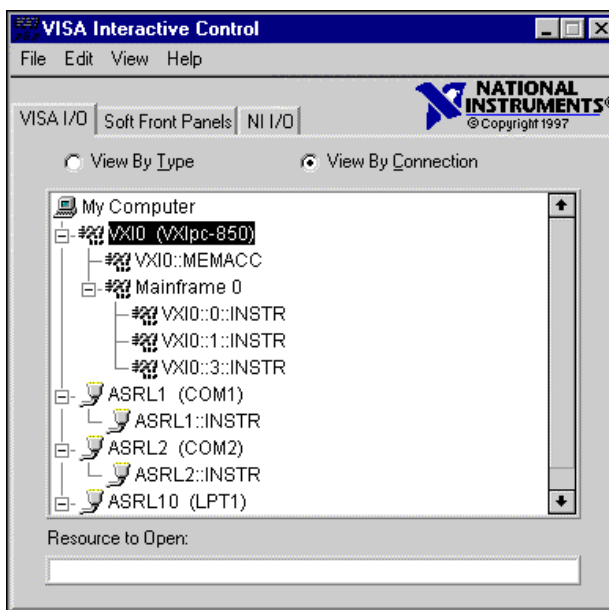 VISA Interactive Control
File Edit View Help
NATIONAL
INSTRUMENTS®
© Copyright 1997
VISA I/O Soft Front Panels NI I/O
View By Type View By Connection
My Computer
VXI0 (VXIpc-850)
VXI0::MEMACC
Mainframe 0
VXI0::0::INSTR
VXI0::1::INSTR
VXI0::3::INSTR
ASRL1 (COM1)
ASRL1::INSTR
ASRL2 (COM2)
ASRL2::INSTR
ASRL10 (LPT1)
Resource to Open: